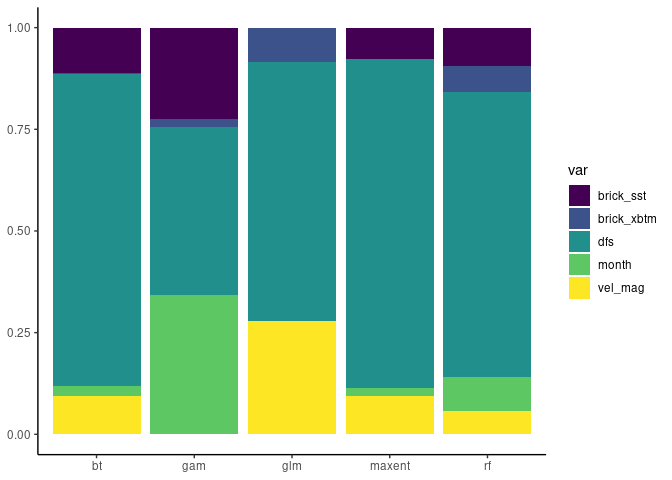 1.00
0.75
0.50
0.25
0.00
bt gam glm maxent rf
var
brick_sst
brick_xbtm
dfs
month
vel_mag